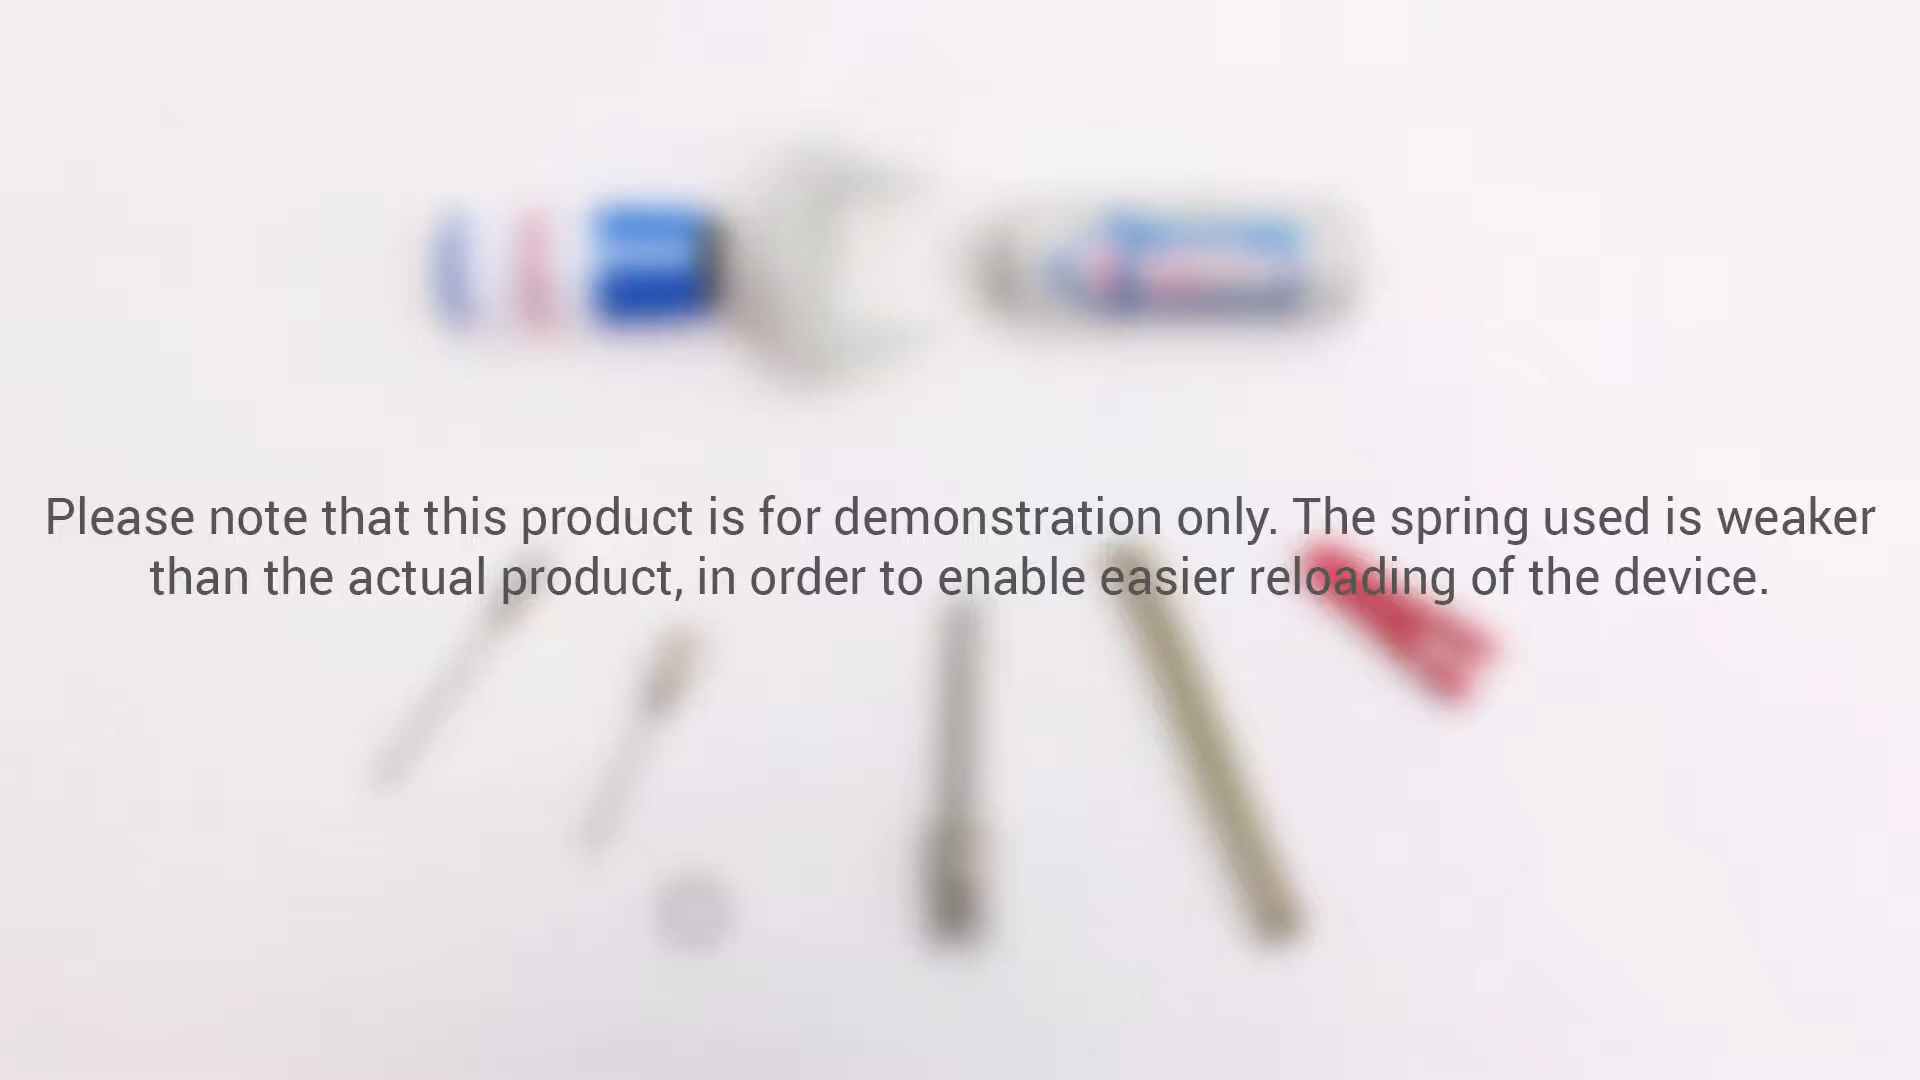 Please note that this product is for demonstration only. The spring used is weaker
than the actual product, in order to enable easier reloading of the device.